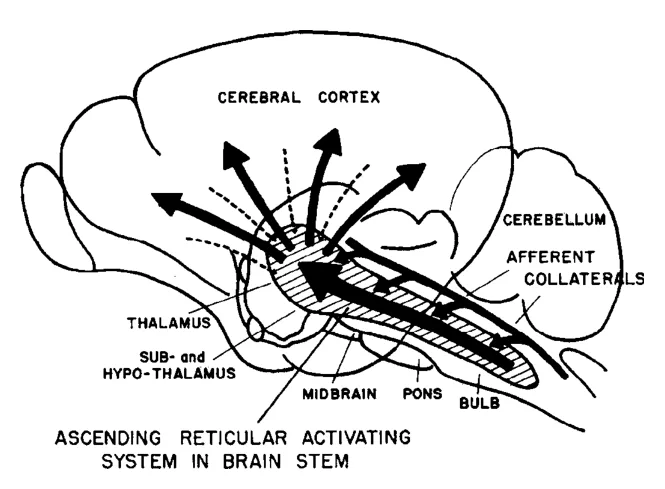 CEREBRAL CORTEX
CEREBELLUM
AFFERENT
COLLATERALS
THALAMUS
SUB- and
HYPO-THALAMUS
MIDBRAIN
PONS
BULB
ASCENDING RETICULAR ACTIVATING
SYSTEM IN BRAIN STEM